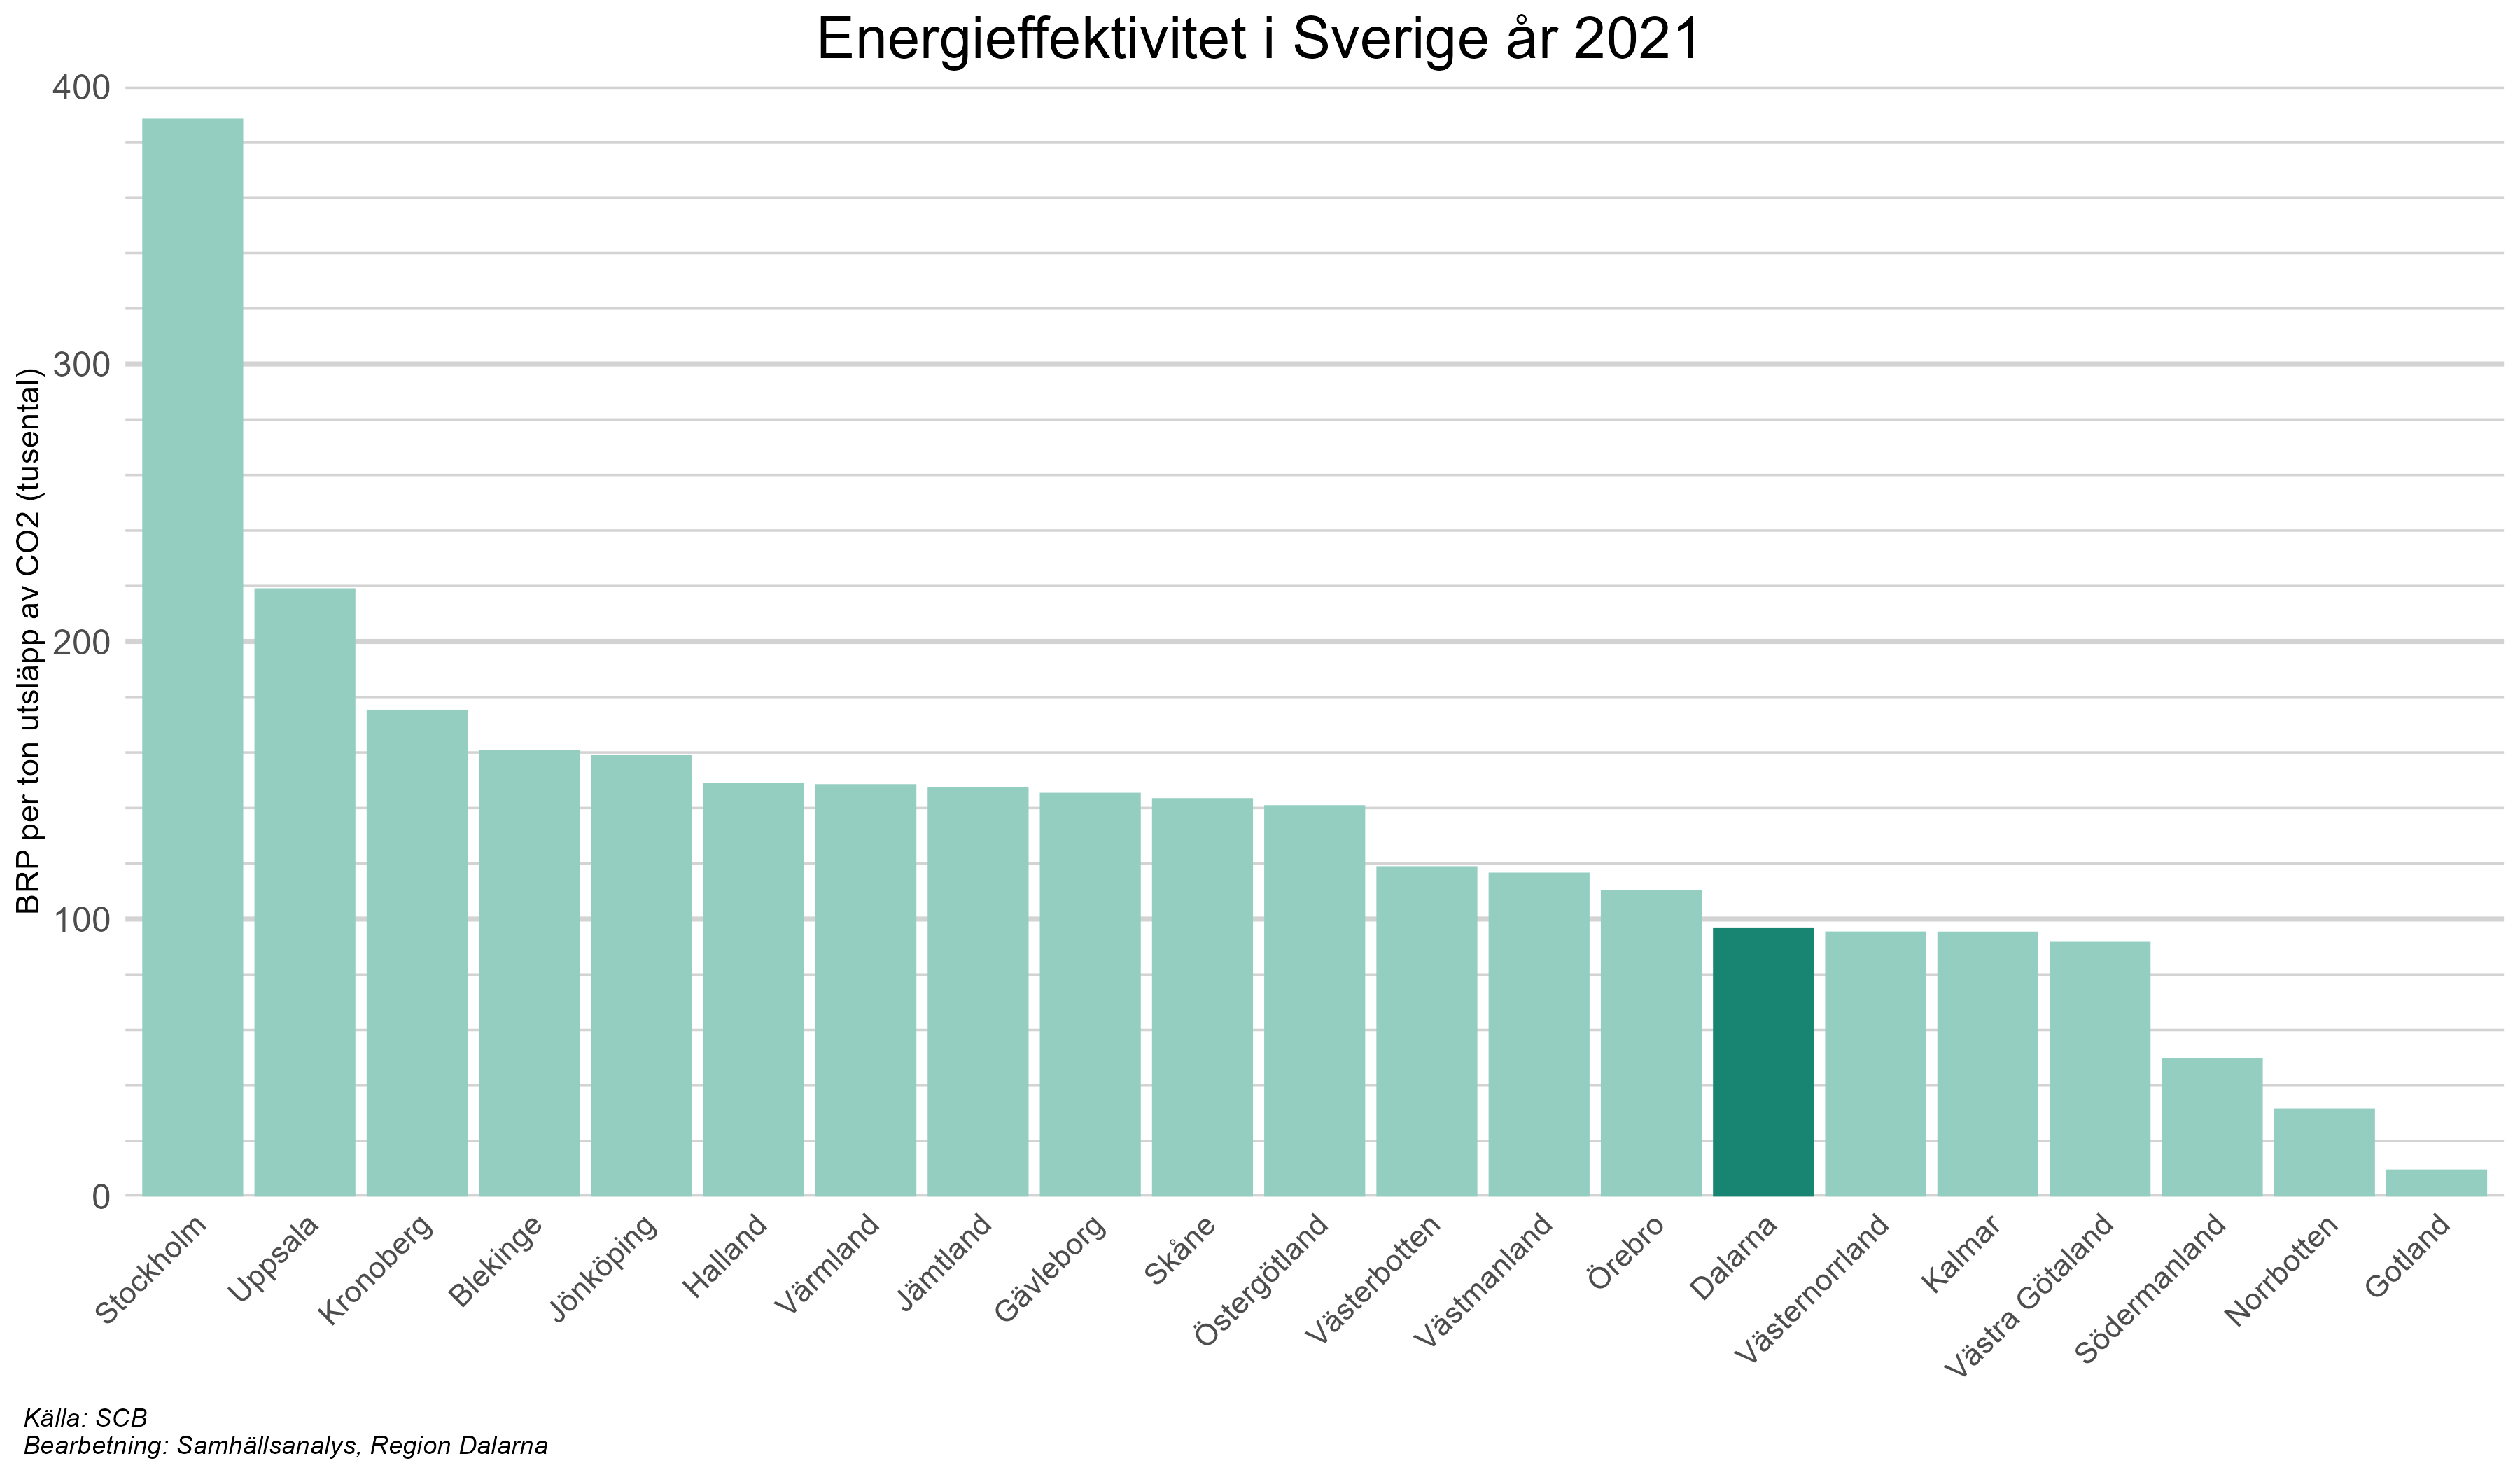 Energieffektivitet i Sverige år 2021
BRP per ton utsläpp av CO2 (tusental)
400
300
200
100
0
Stockholm
Uppsala
Kronoberg
Blekinge
Jönköping
Halland
Värmland
Jämtland
Gävleborg
Skåne
Östergötland
Västerbotten
Västmanland
Örebro
Dalarna
Västernorrland
Kalmar
Västra Götaland
Södermanland
Norrbotten
Gotland
Källa: SCB
Bearbetning: Samhällsanalys, Region Dalarna